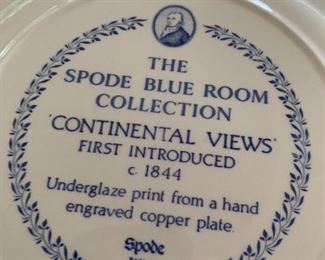 THE
SPODE BLUE ROOM
COLLECTION
'CONTINENTAL VIEWS'
FIRST INTRODUCED
c. 1844
Underglaze print from a hand
engraved copper plate.
Spode